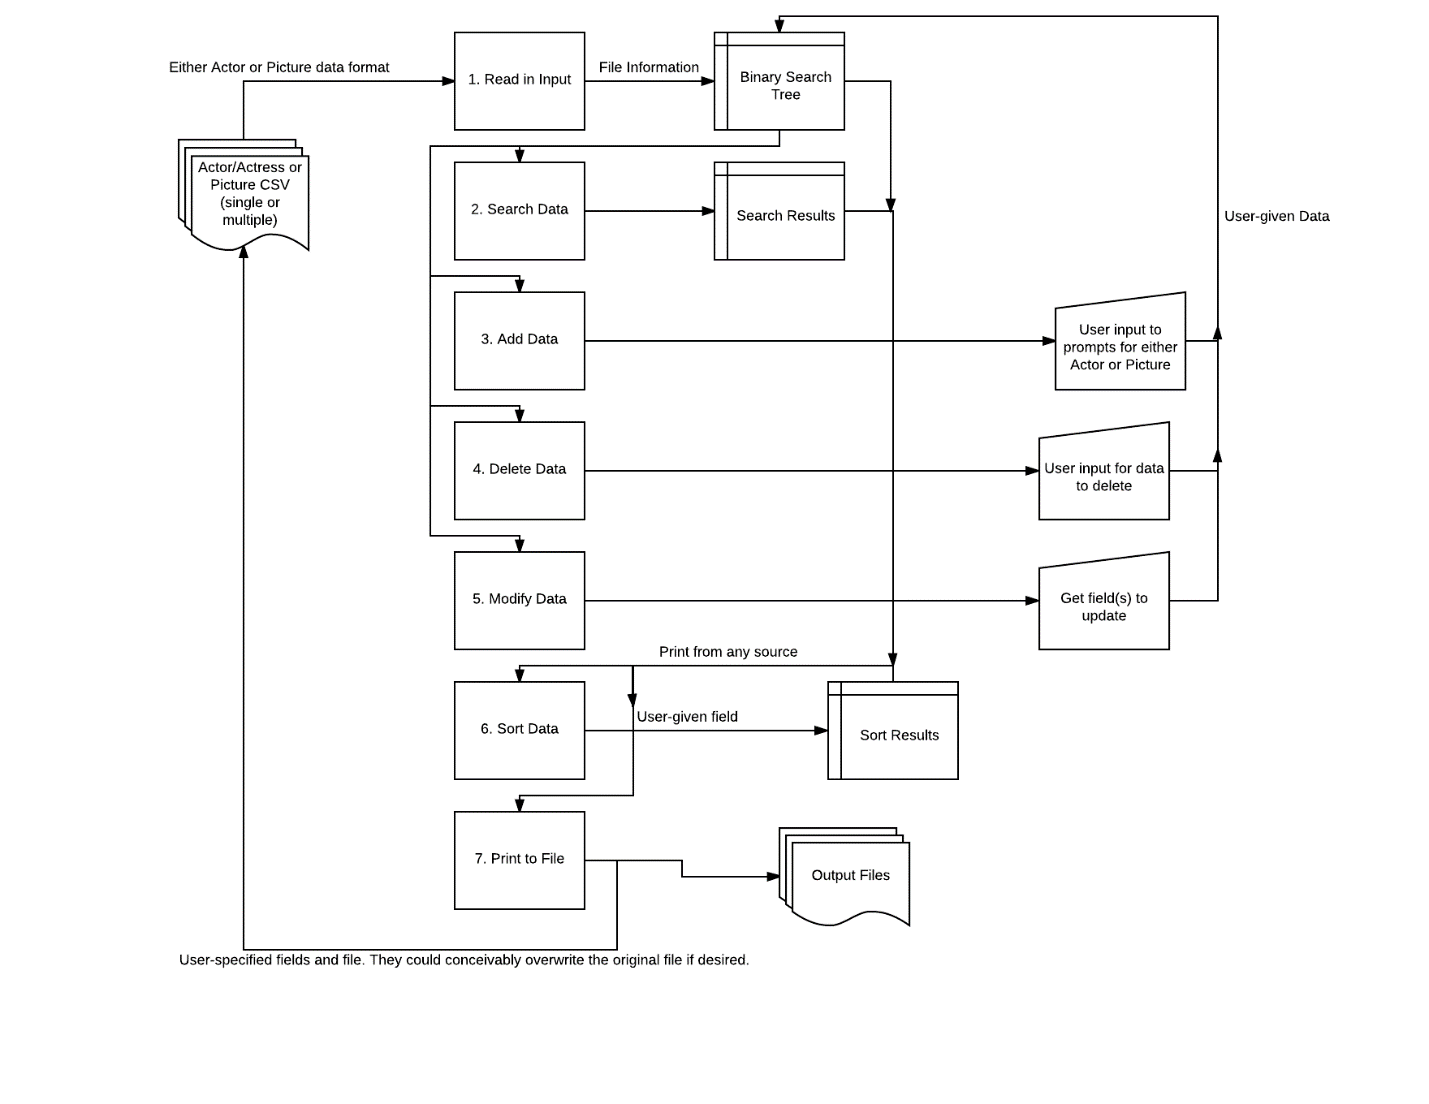 Either Actor or Picture data format
1. Read in Input
File Information
Binary Search
Tree
Actor/Actress or
Picture CSV
(single or
multiple)
2. Search Data
Search Results
User-given Data
3. Add Data
User input to
prompts for either
Actor or Picture
4. Delete Data
User input for data
to delete
5. Modify Data
Get field(s) to
update
Print from any source
6. Sort Data
User-given field
Sort Results
7. Print to File
Output Files
User-specified fields and file. They could conceivably overwrite the original file if desired.